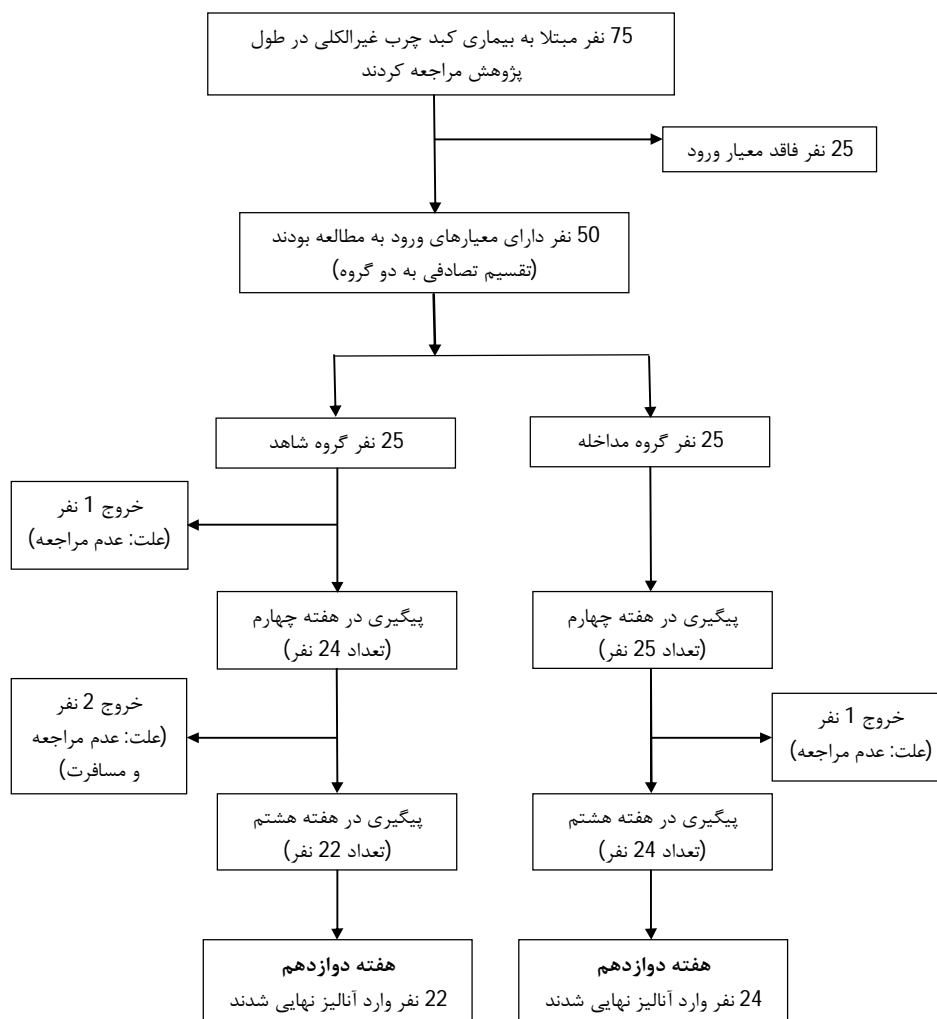 75 نفر مبتلا به بیماری کبد چرب غیرالکلی در طول
پژوهش مراجعه کردند
25 نفر فاقد معیار ورود
50 نفر دارای معیارهای ورود به مطالعه بودند
(تقسیم تصادفی به دو گروه)
25 نفر گروه مداخله
25 نفر گروه شاهد
خروج 1 نفر
(علت: عدم مراجعه)
پیگیری در هفته چهارم
(تعداد 25 نفر)
پیگیری در هفته چهارم
(تعداد 24 نفر)
خروج 1 نفر
(علت: عدم مراجعه)
خروج 2 نفر
(علت: عدم مراجعه
و مسافرت)
پیگیری در هفته هشتم
(تعداد 24 نفر)
پیگیری در هفته هشتم
(تعداد 22 نفر)
هفته دوازدهم
24 نفر وارد آنالیز نهایی شدند
هفته دوازدهم
22 نفر وارد آنالیز نهایی شدند